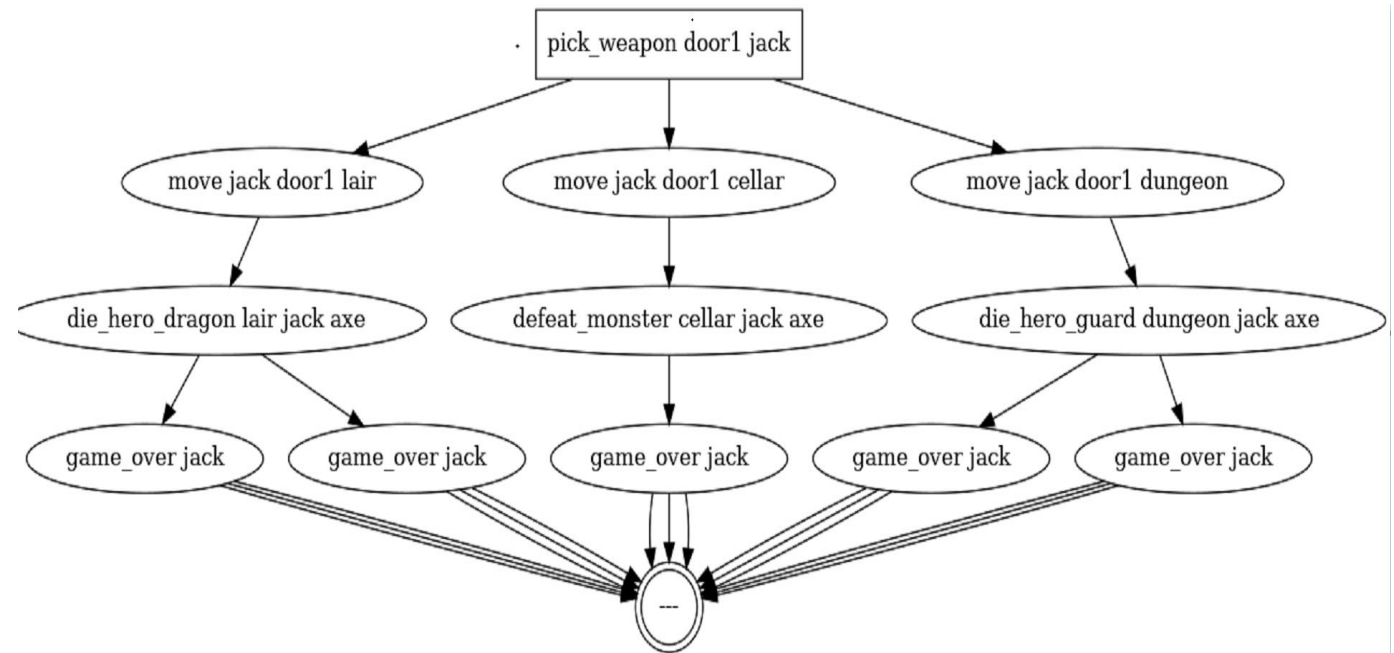 pick_weapon door1 jack
move jack door1 lair
move jack door1 cellar
move jack door1 dungeon
die_hero_dragon lair jack axe
defeat_monster cellar jack axe
die_hero_guard dungeon jack axe
game_over jack
game_over jack
game_over jack
game_over jack
game_over jack
---